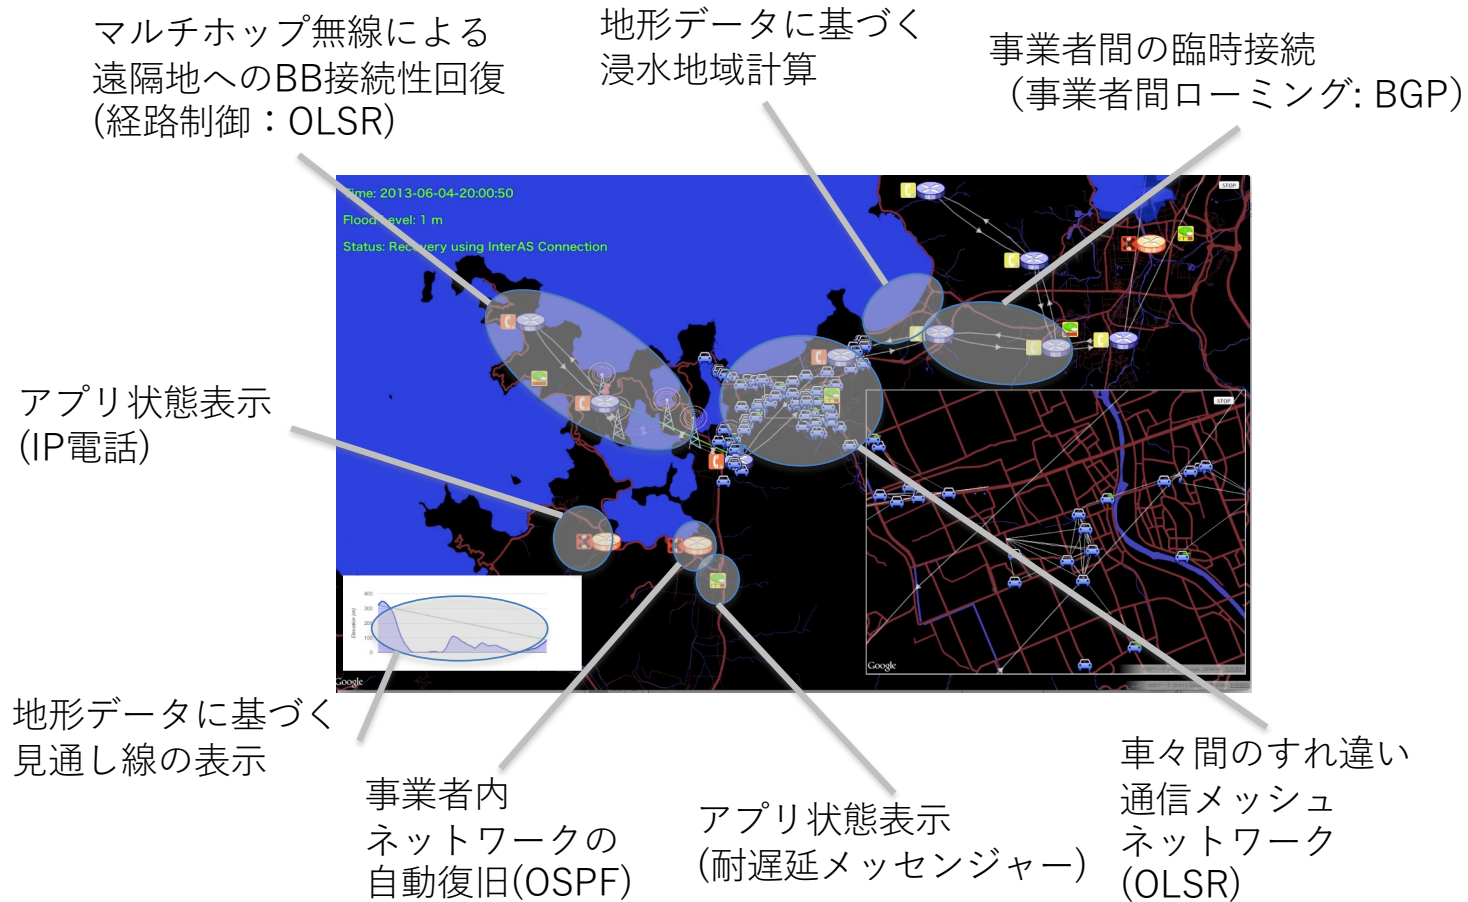 マルチホップ無線による
遠隔地へのBB接続性回復
(経路制御：OLSR)
地形データに基づく
浸水地域計算
事業者間の臨時接続
（事業者間ローミング: BGP）
Time: 2013-06-04-20:00:50
Flood Level: 1 m
Status: Recovery using InterAS Connection
STOP
アプリ状態表示
(IP電話)
STOP
400
300
200
100
0
Elevation (m)
Google
Google
地形データに基づく
見通し線の表示
事業者内
ネットワークの
自動復旧(OSPF)
アプリ状態表示
(耐遅延メッセンジャー)
車々間のすれ違い
通信メッシュ
ネットワーク
(OLSR)